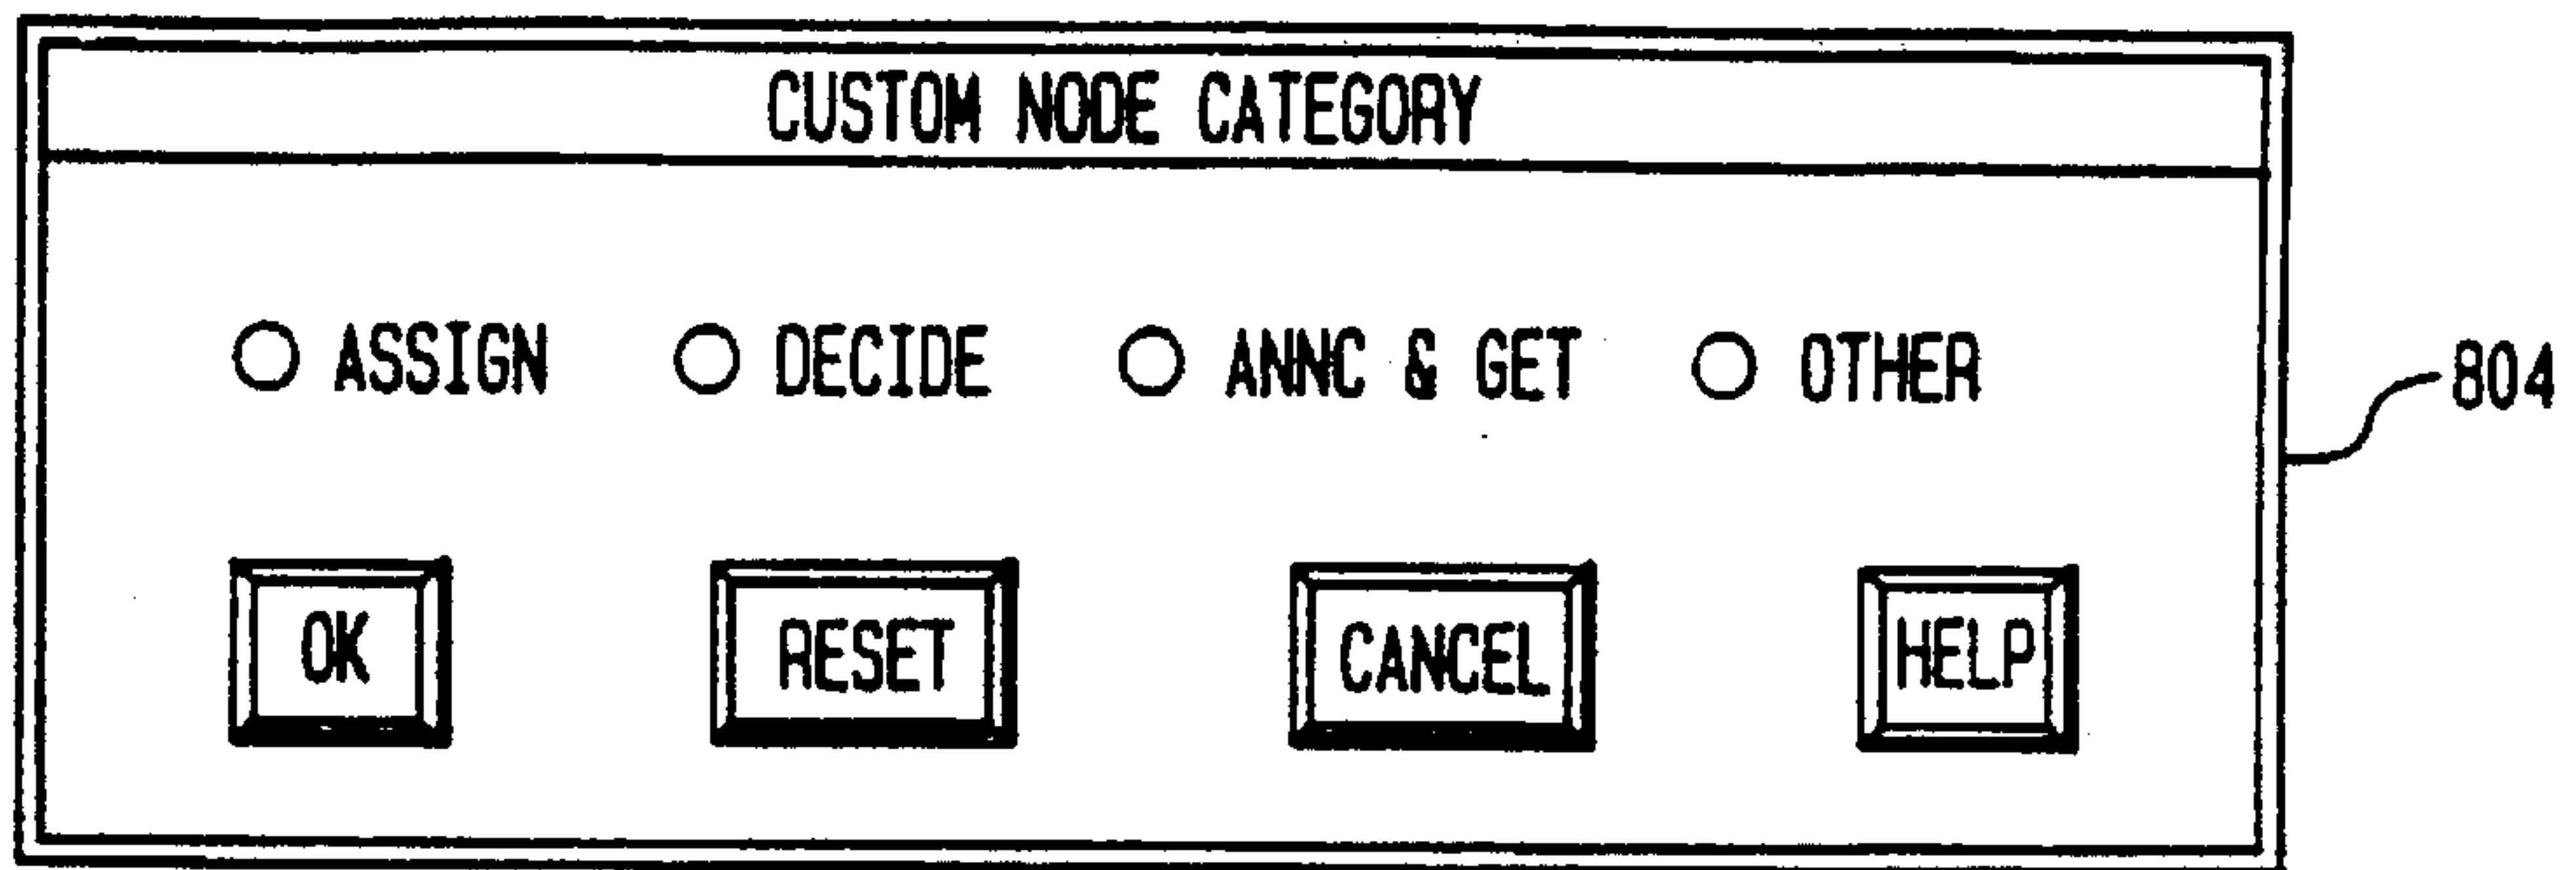 CUSTOM NODE CATEGORY
ASSIGN DECIDE ANNC & GET OTHER
804
OK RESET CANCEL HELP